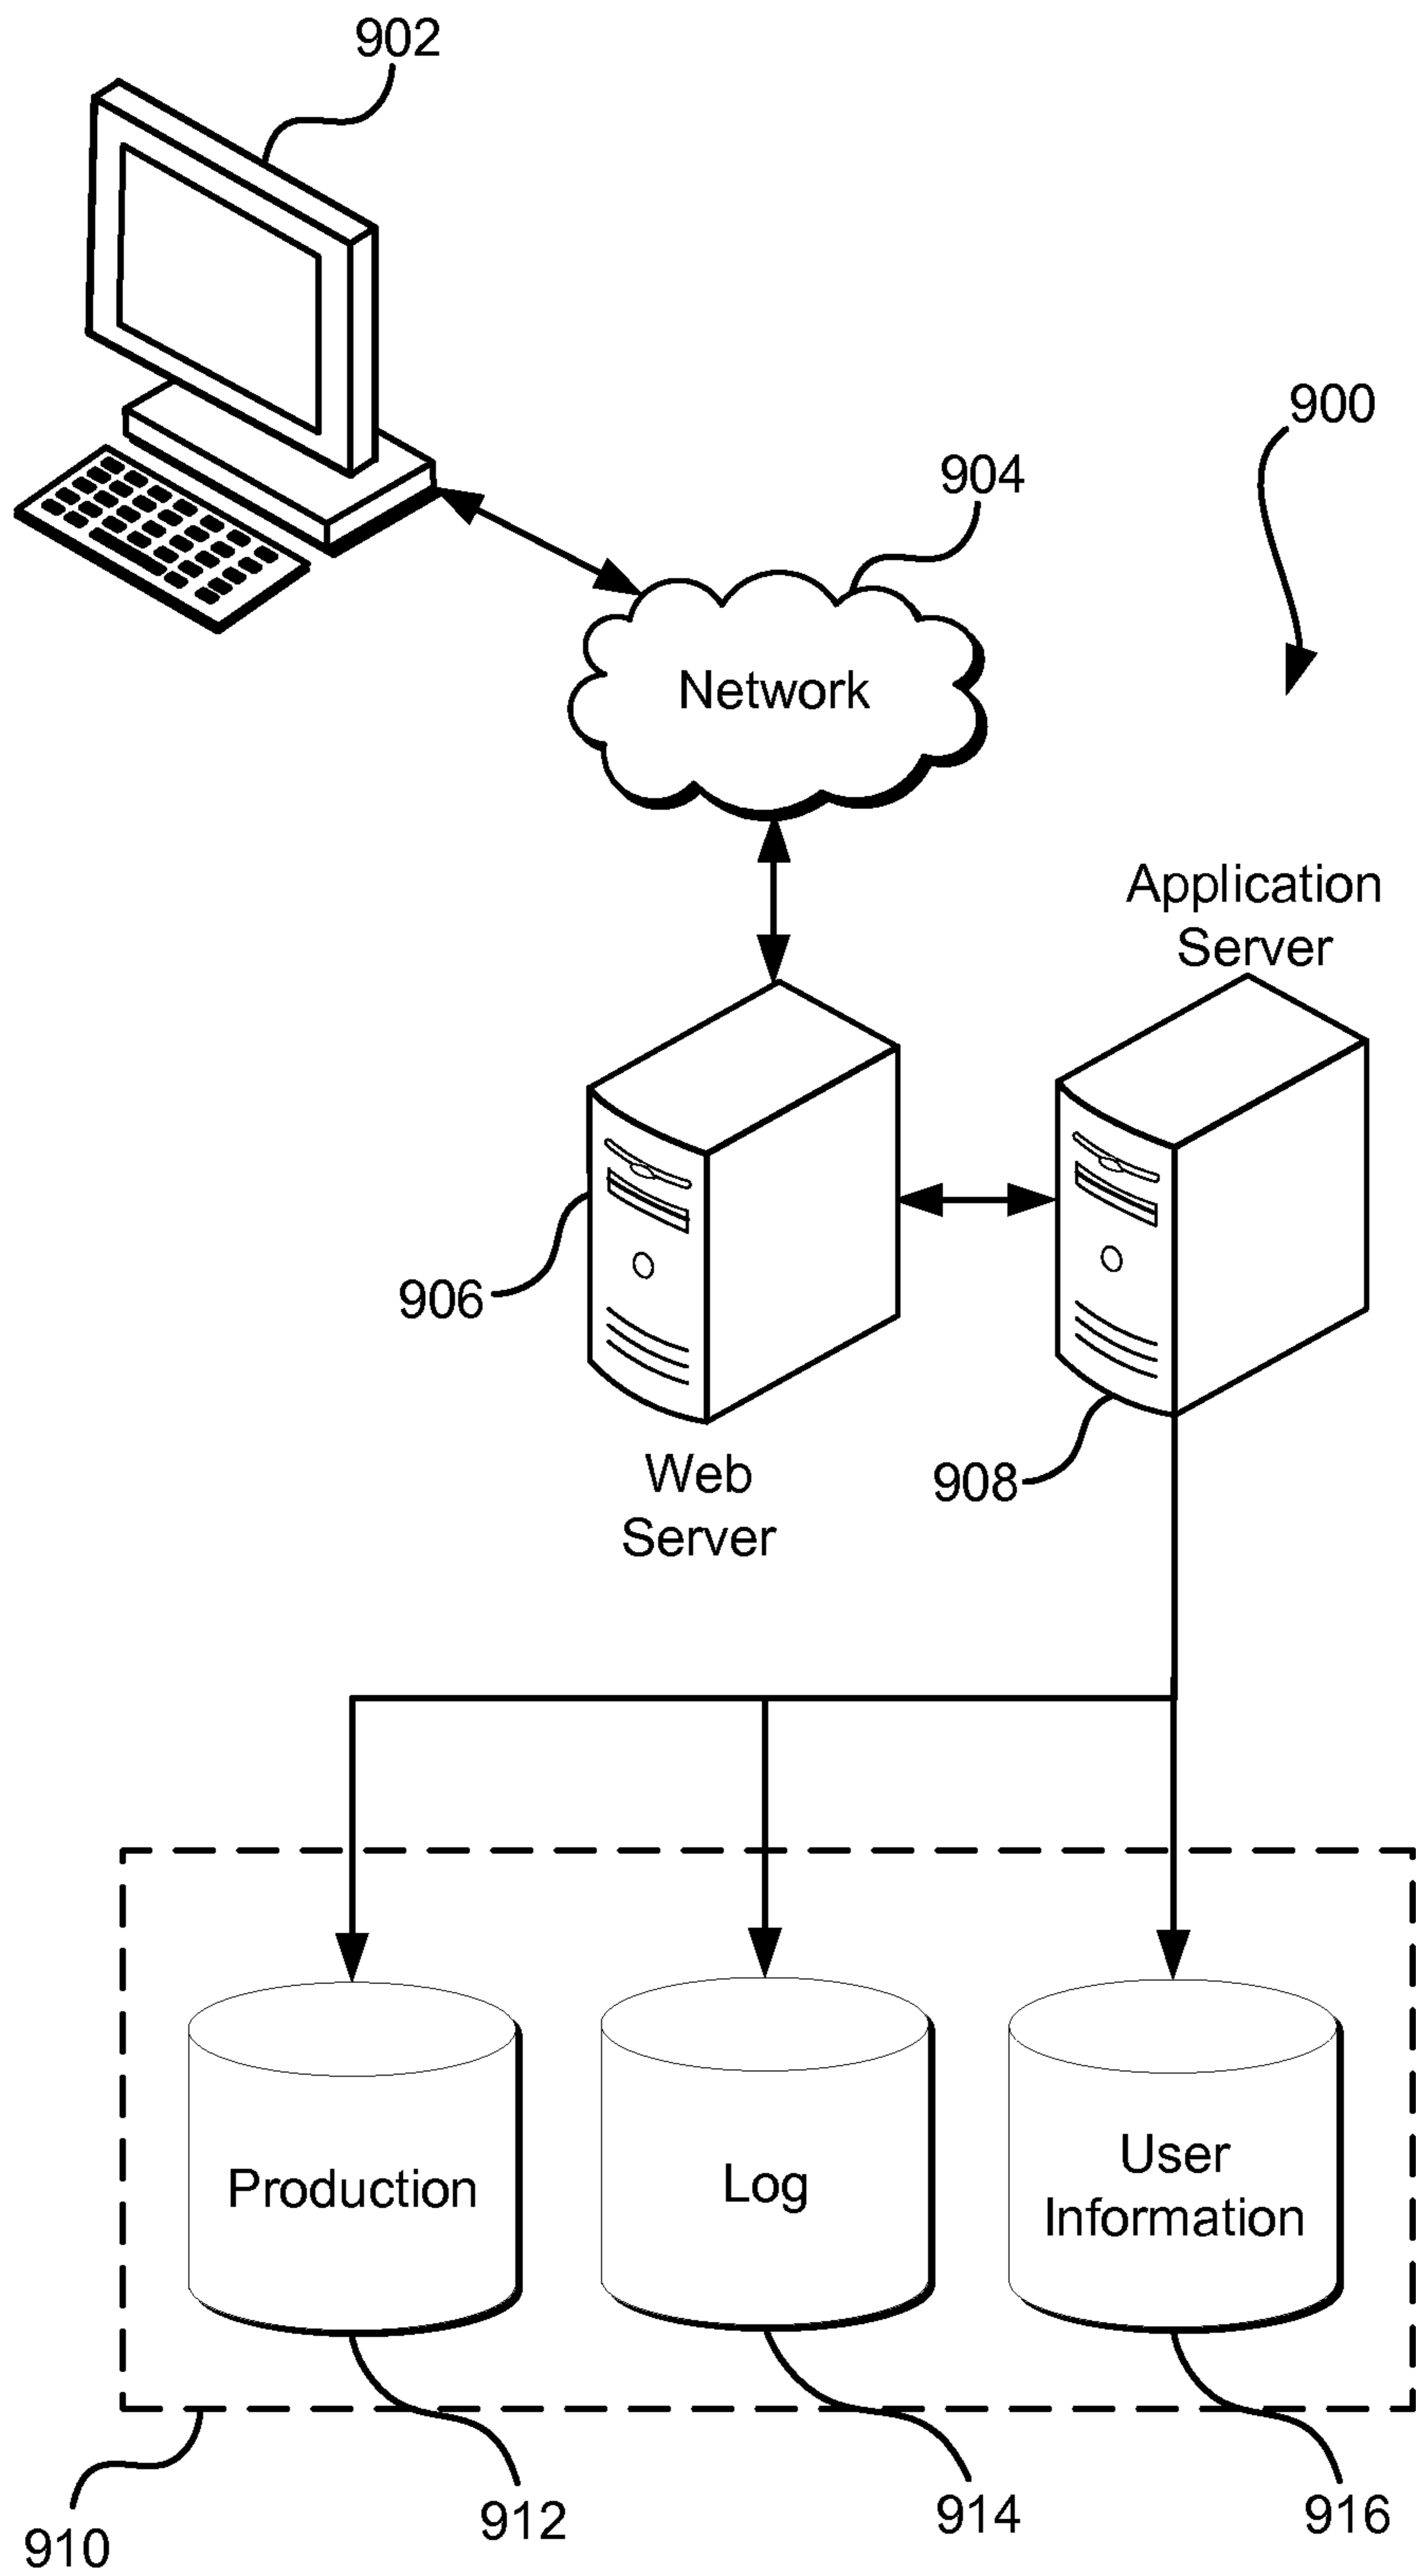 902
900
904
Network
Application
Server
906
Web
Server
908
Production
Log
User
Information
910
912
914
916